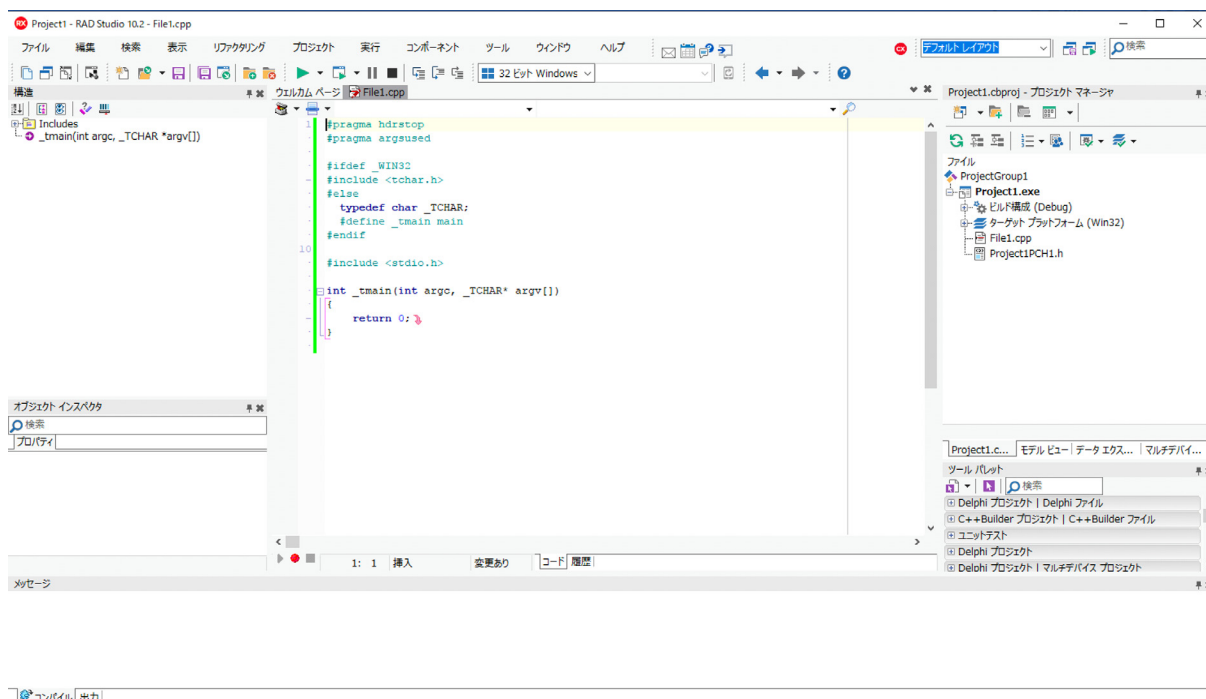 Project1 - RAD Studio 10.2 - File1.cpp
ファイル 編集 検索 表示 リファクタリング プロジェクト 実行 コンポーネント ツール ウィンドウ ヘルプ デフォルト レイアウト 検索
32 ビット Windows
構造
Includes
_tmain(int argc, _TCHAR *argv[])
オブジェクト インスペクタ
検索
プロパティ
ウェルカム ページ File1.cpp
1 #pragma hdrstop
#pragma argsused
#ifdef _WIN32
#include <tchar.h>
#else
typedef char _TCHAR;
#define _tmain main
#endif
10
#include <stdio.h>
int _tmain(int argc, _TCHAR* argv[])
{
return 0;
}
1: 1 挿入 変更あり コード 履歴
Project1.cbproj - プロジェクト マネージャ
ファイル
ProjectGroup1
Project1.exe
ビルド構成 (Debug)
ターゲット プラットフォーム (Win32)
File1.cpp
Project1PCH1.h
Project1.c... モデル ビュー データ エクス... マルチデバイ...
ツール パレット
検索
Delphi プロジェクト | Delphi ファイル
C++Builder プロジェクト | C++Builder ファイル
ユニットテスト
Delphi プロジェクト
Delphi プロジェクト | マルチデバイス プロジェクト
メッセージ
コンパイル 出力